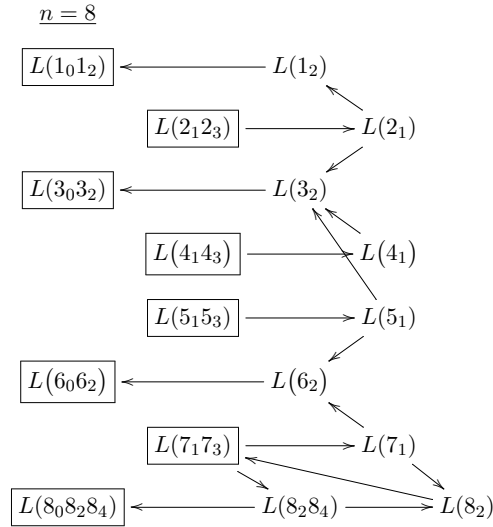 n = 8
L(1₀1₂) L(1₂)
L(2₁2₃) L(2₁)
L(3₀3₂) L(3₂)
L(4₁4₃) L(4₁)
L(5₁5₃) L(5₁)
L(6₀6₂) L(6₂)
L(7₁7₃) L(7₁)
L(8₀8₂8₄) L(8₂8₄) L(8₂)